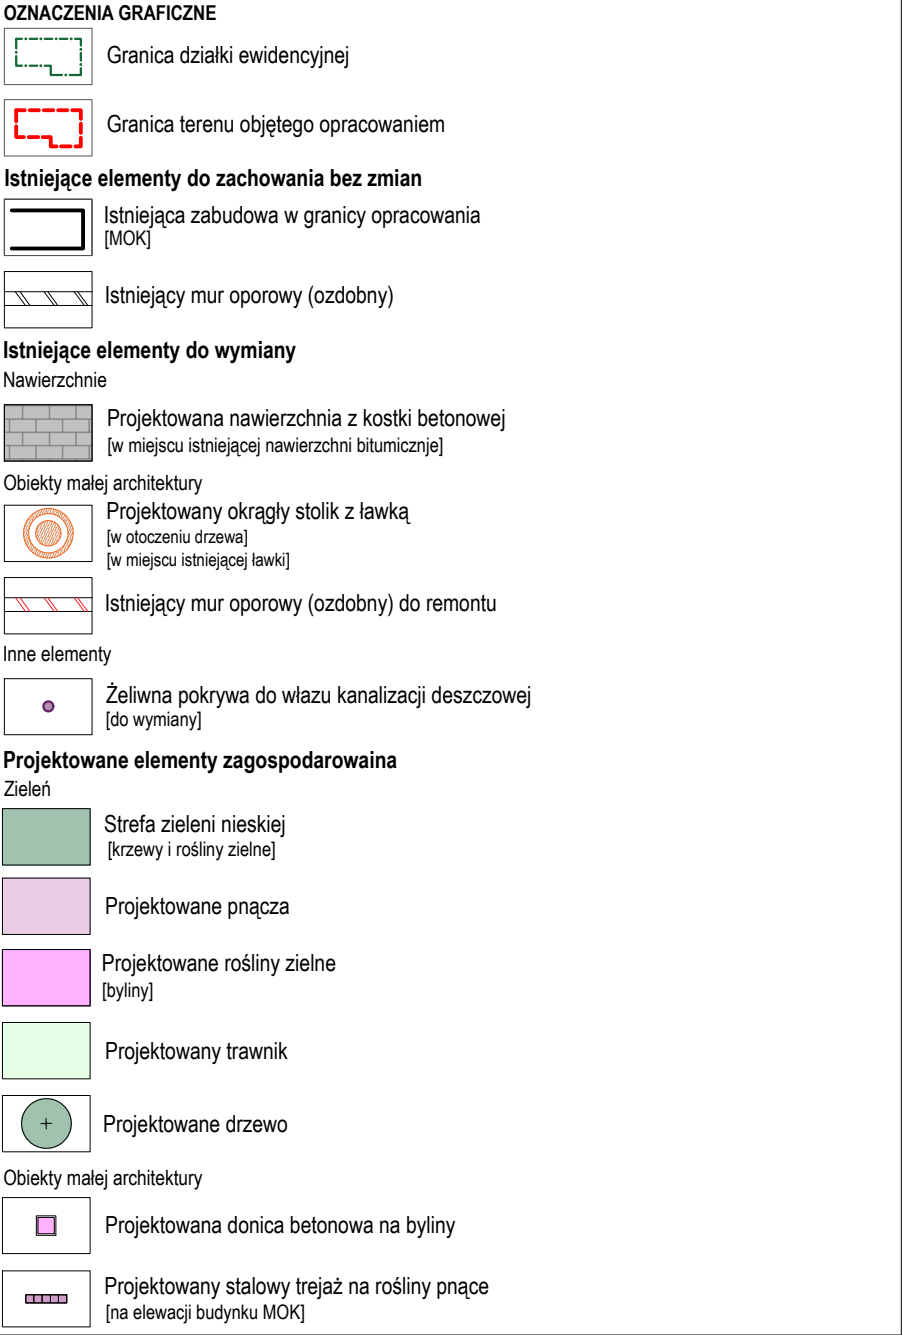 OZNACZENIA GRAFICZNE
Granica działki ewidencyjnej
Granica terenu objętego opracowaniem
Istniejące elementy do zachowania bez zmian
Istniejąca zabudowa w granicy opracowania
[MOK]
Istniejący mur oporowy (ozdobny)
Istniejące elementy do wymiany
Nawierzchnie
Projektowana nawierzchnia z kostki betonowej
[w miejscu istniejącej nawierzchni bitumicznje]
Obiekty małej architektury
Projektowany okrągły stolik z ławką
[w otoczeniu drzewa]
[w miejscu istniejącej ławki]
Istniejący mur oporowy (ozdobny) do remontu
Inne elementy
Żeliwna pokrywa do włazu kanalizacji deszczowej
[do wymiany]
Projektowane elementy zagospodarowaina
Zieleń
Strefa zieleni nieskiej
[krzewy i rośliny zielne]
Projektowane pnącza
Projektowane rośliny zielne
[byliny]
Projektowany trawnik
Projektowane drzewo
Obiekty małej architektury
Projektowana donica betonowa na byliny
Projektowany stalowy trejaż na rośliny pnące
[na elewacji budynku MOK]